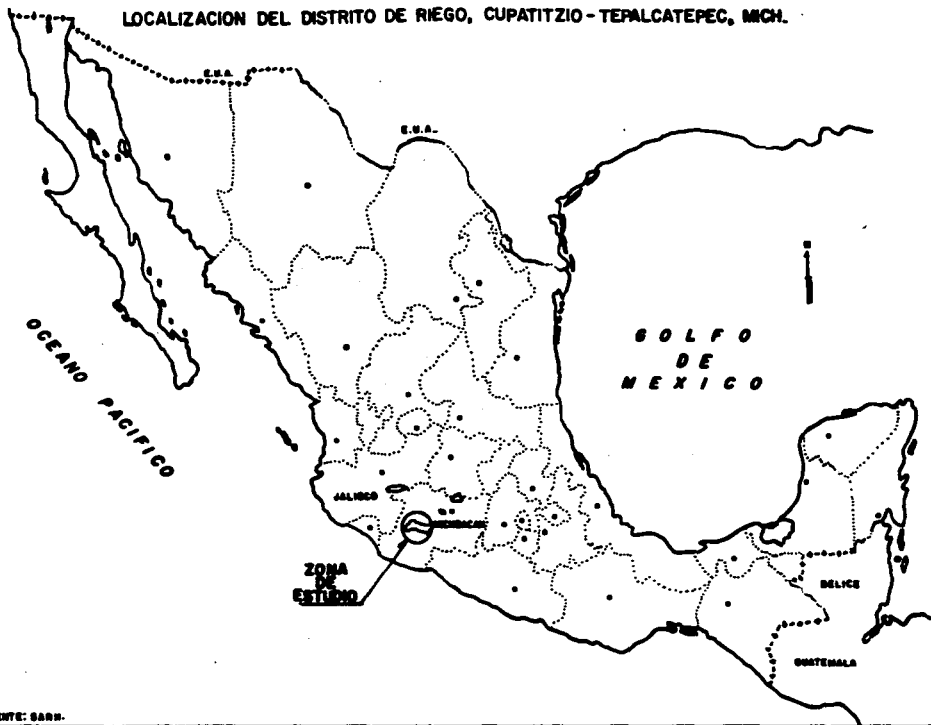 LOCALIZACION DEL DISTRITO DE RIEGO, CUPATITZIO-TEPALCATEPEC, MICH.
E.U.A.
E.U.A.
N
OCEANO PACIFICO
GOLFO
DE
MEXICO
JALISCO
MICHOACAN
ZONA
DE
ESTUDIO
BELICE
GUATEMALA
ENTE: SARH.